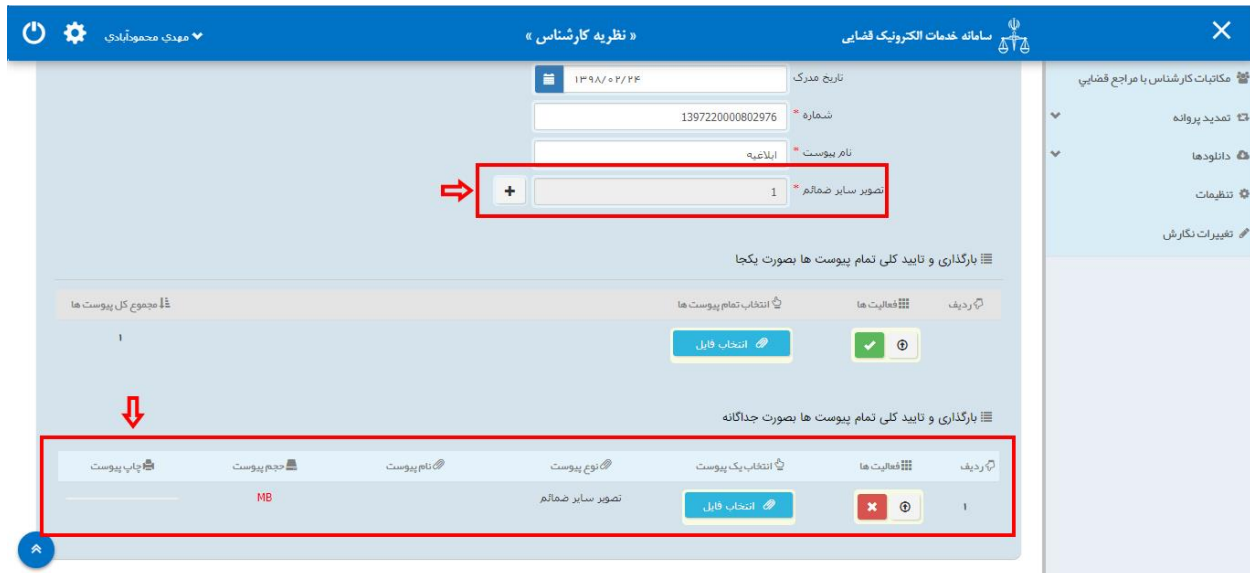 سامانه خدمات الکترونیک قضایی
« نظریه کارشناس »
مهدي محمودآبادي
مکاتبات کارشناس با مراجع قضايي
تمدید پروانه
دانلودها
تنظیمات
تغییرات نگارش
تاریخ مدرک ۱۳۹۸/۰۲/۲۴
شماره * 1397220000802976
نام پیوست * ابلاغیه
تصویر سایر ضمائم * 1 +
بارگذاری و تایید کلی تمام پیوست ها بصورت یکجا
ردیف فعالیت ها انتخاب تمام پیوست ها مجموع کل پیوست ها
انتخاب فایل ۱
بارگذاری و تایید کلی تمام پیوست ها بصورت جداگانه
ردیف فعالیت ها انتخاب یک پیوست نوع پیوست نام پیوست حجم پیوست چاپ پیوست
۱ انتخاب فایل تصویر سایر ضمائم MB